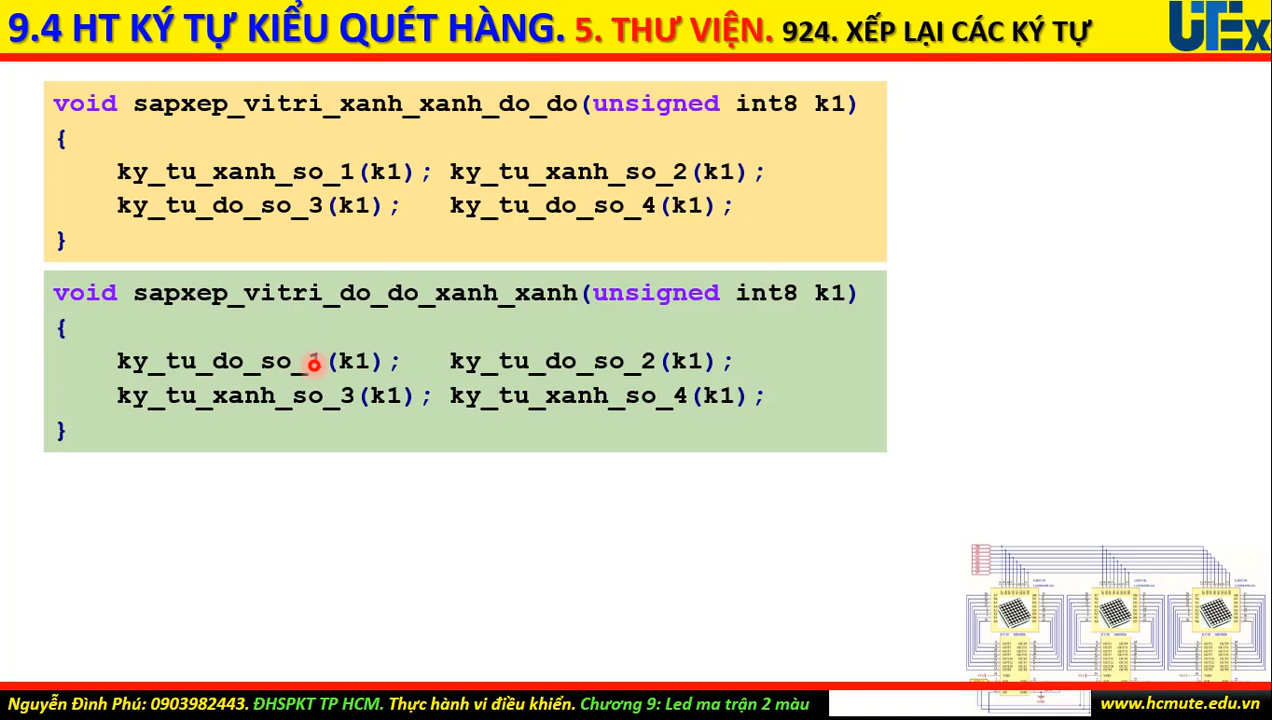 9.4 HT KÝ TỰ KIỂU QUÉT HÀNG. 5. THƯ VIỆN. 924. XẾP LẠI CÁC KÝ TỰ
UTEx
void sapxep_vitri_xanh_xanh_do_do(unsigned int8 k1)
{
ky_tu_xanh_so_1(k1); ky_tu_xanh_so_2(k1);
ky_tu_do_so_3(k1); ky_tu_do_so_4(k1);
}
void sapxep_vitri_do_do_xanh_xanh(unsigned int8 k1)
{
ky_tu_do_so_1(k1); ky_tu_do_so_2(k1);
ky_tu_xanh_so_3(k1); ky_tu_xanh_so_4(k1);
}
Nguyễn Đình Phú: 0903982443. ĐHSPKT TP HCM. Thực hành vi điều khiển. Chương 9: Led ma trận 2 màu
www.hcmute.edu.vn